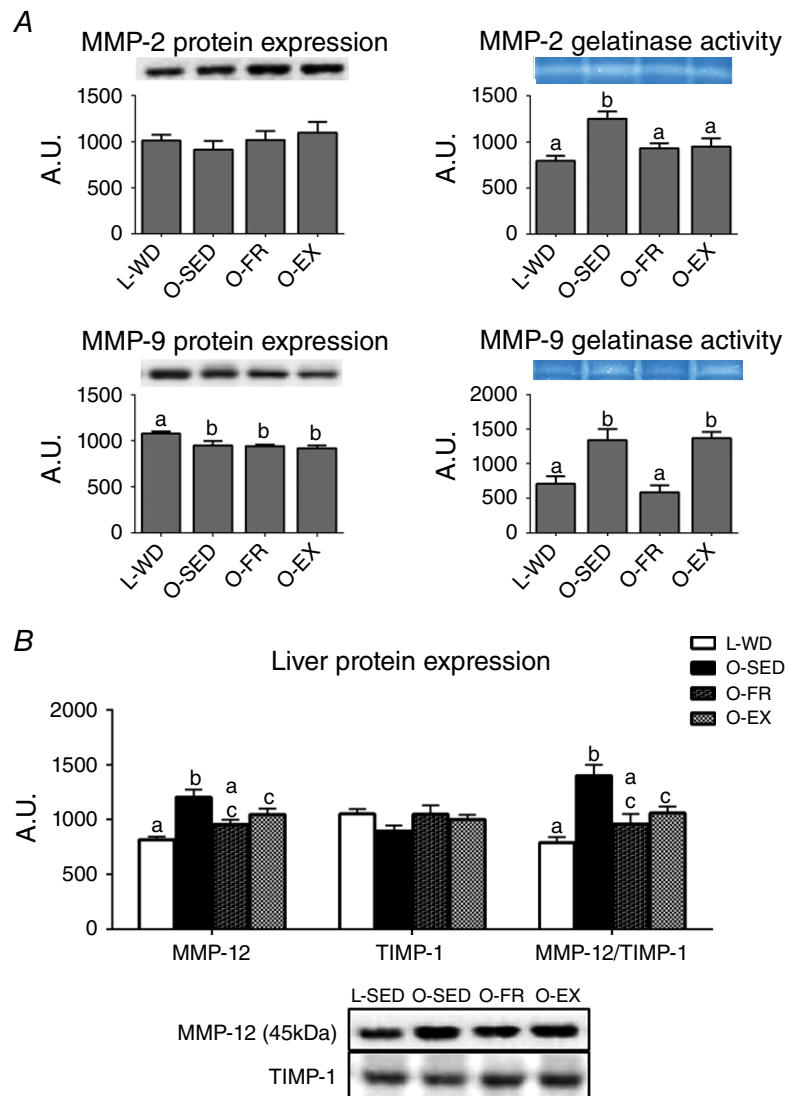 A
MMP-2 protein expression
1500
1000
500
0
A.U.
L-WD
O-SED
O-FR
O-EX
MMP-2 gelatinase activity
1500
1000
500
0
A.U.
a
b
a
a
L-WD
O-SED
O-FR
O-EX
MMP-9 protein expression
1500
1000
500
0
A.U.
a
b
b
b
L-WD
O-SED
O-FR
O-EX
MMP-9 gelatinase activity
2000
1500
1000
500
0
A.U.
a
b
a
b
L-WD
O-SED
O-FR
O-EX
B
Liver protein expression
L-WD
O-SED
O-FR
O-EX
2000
1500
1000
500
0
A.U.
a
b
a
c
c
a
b
a
c
c
MMP-12
TIMP-1
MMP-12/TIMP-1
L-SED O-SED O-FR O-EX
MMP-12 (45kDa)
TIMP-1